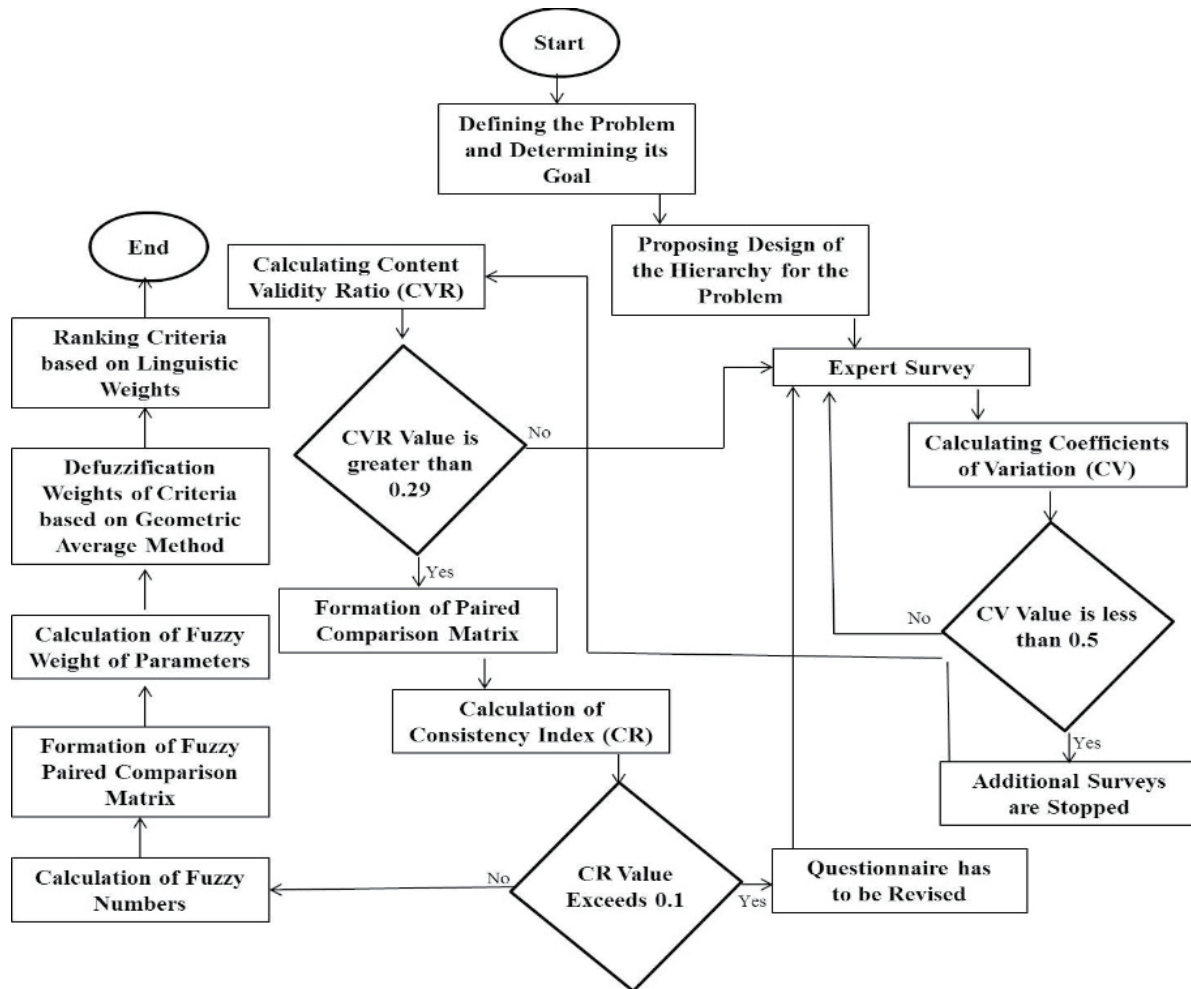 Start
Defining the Problem
and Determining its
Goal
Proposing Design of
the Hierarchy for the
Problem
Expert Survey
Calculating Coefficients
of Variation (CV)
CV Value is less
than 0.5
No
Yes
Additional Surveys
are Stopped
Calculating Content
Validity Ratio (CVR)
CVR Value is
greater than
0.29
No
Yes
Formation of Paired
Comparison Matrix
Calculation of
Consistency Index (CR)
CR Value
Exceeds 0.1
Yes
Questionnaire has
to be Revised
No
Calculation of Fuzzy
Numbers
Formation of Fuzzy
Paired Comparison
Matrix
Calculation of Fuzzy
Weight of Parameters
Defuzzification
Weights of Criteria
based on Geometric
Average Method
Ranking Criteria
based on Linguistic
Weights
End